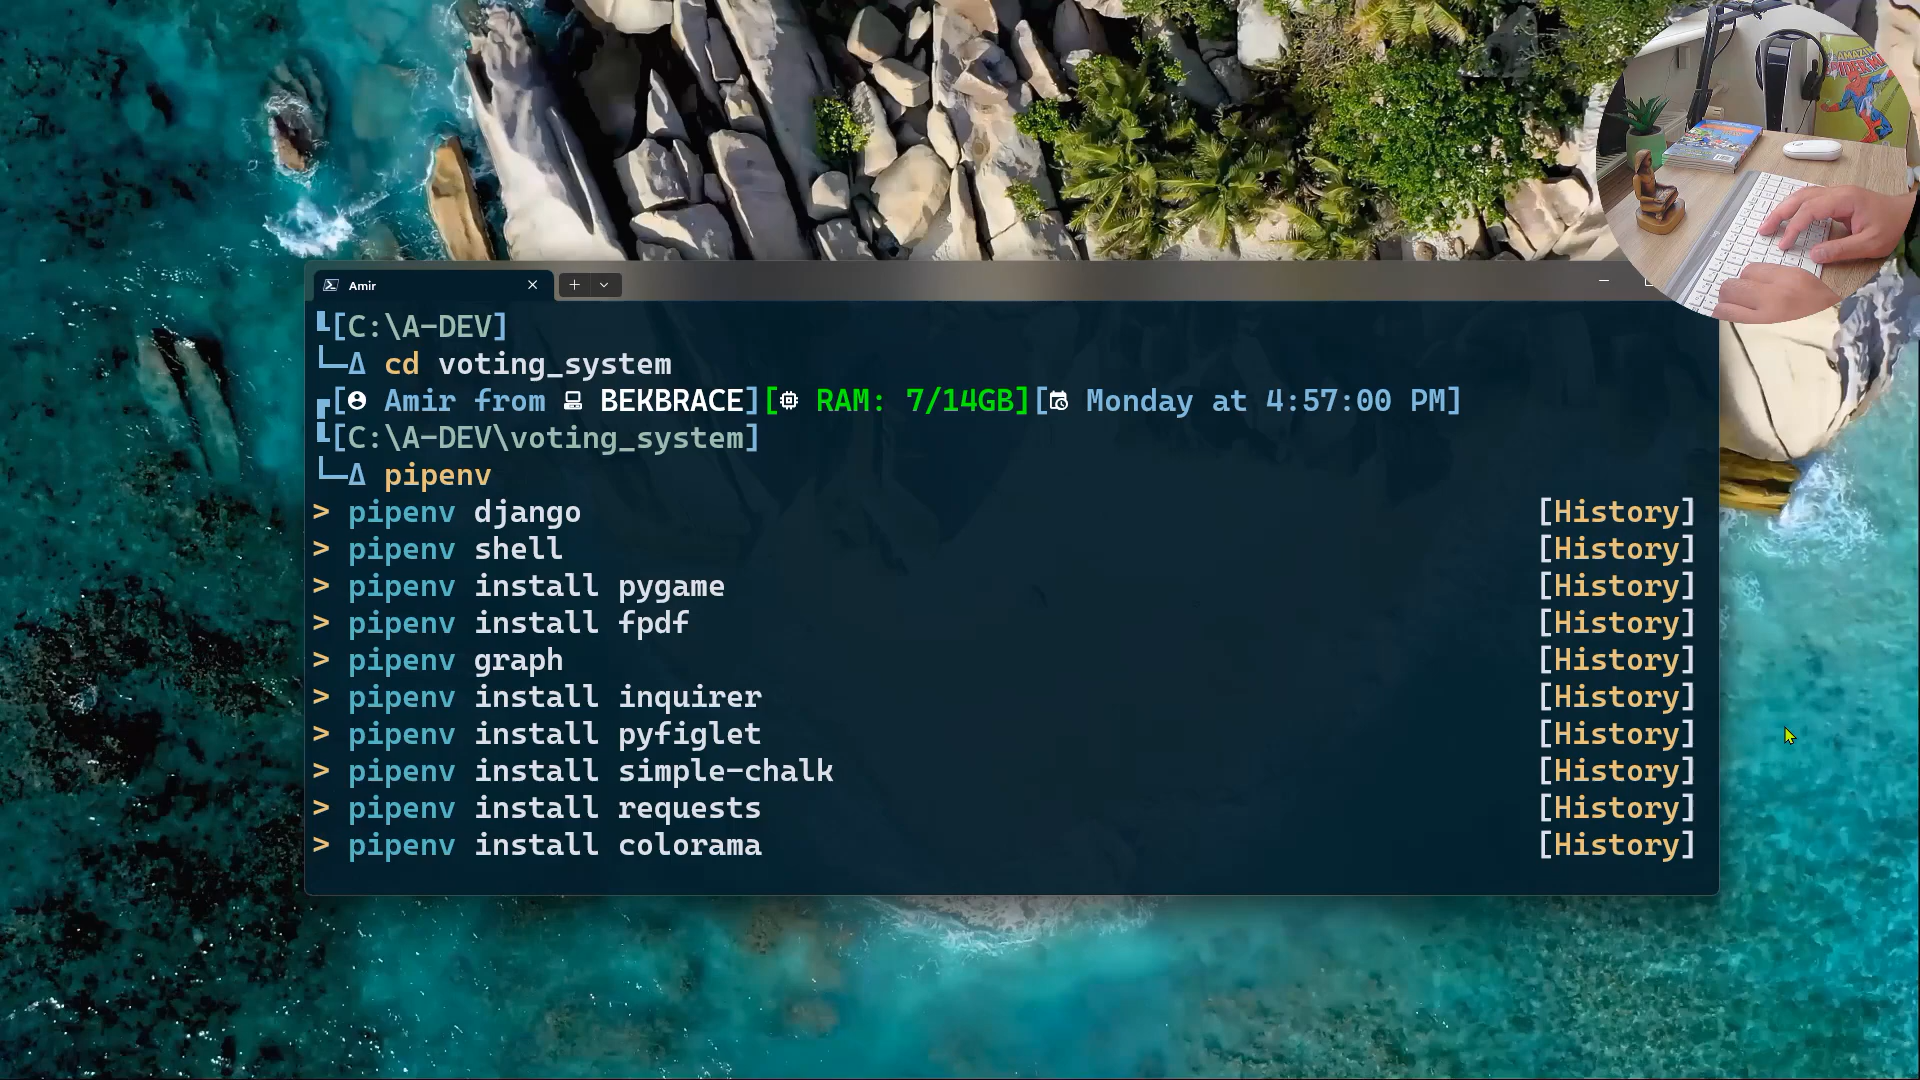 AMAZING
SPIDER-MAN
Amir
[C:\A-DEV]
Δ cd voting_system
[Amir from BEKBRACE][RAM: 7/14GB][Monday at 4:57:00 PM]
[C:\A-DEV\voting_system]
Δ pipenv
> pipenv django [History]
> pipenv shell [History]
> pipenv install pygame [History]
> pipenv install fpdf [History]
> pipenv graph [History]
> pipenv install inquirer [History]
> pipenv install pyfiglet [History]
> pipenv install simple-chalk [History]
> pipenv install requests [History]
> pipenv install colorama [History]